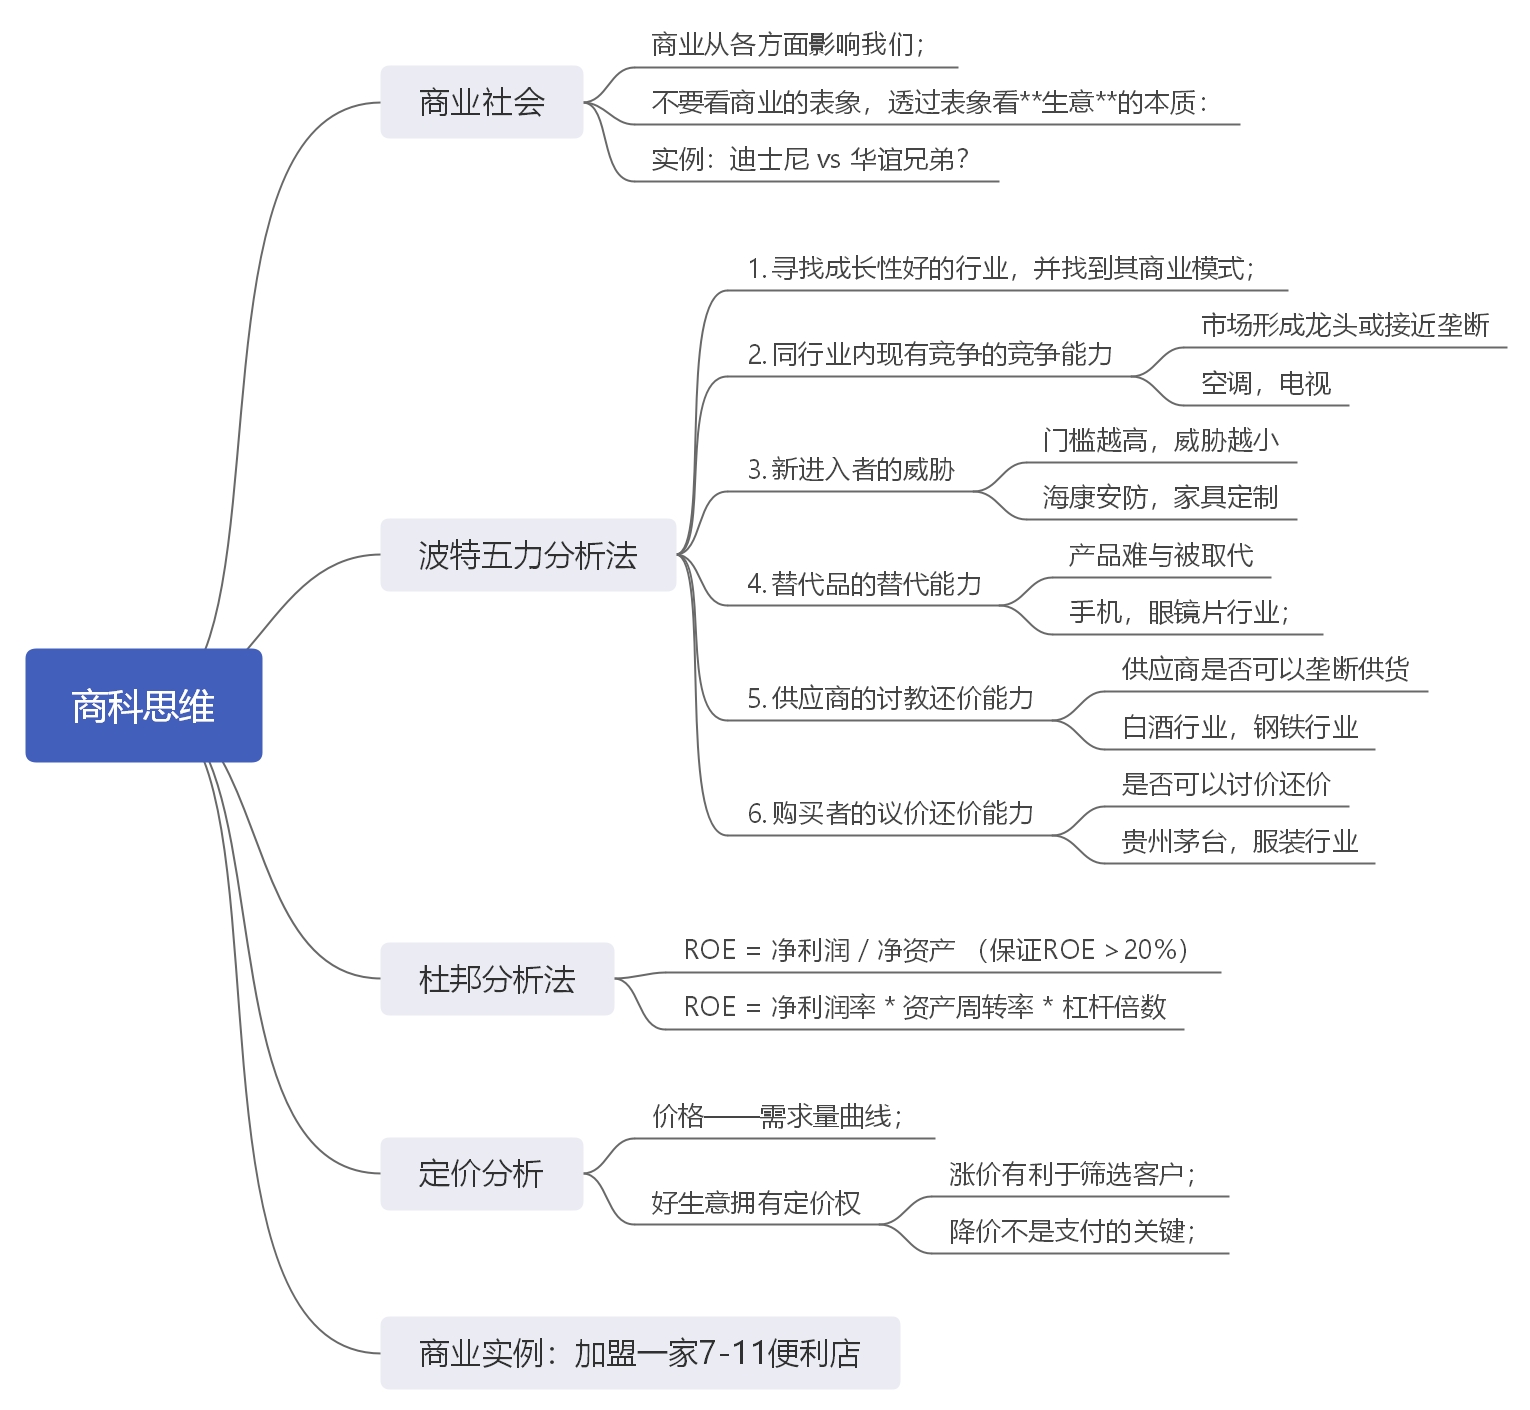 商科思维
商业社会
商业从各方面影响我们；
不要看商业的表象，透过表象看**生意**的本质：
实例：迪士尼 vs 华谊兄弟？
波特五力分析法
1. 寻找成长性好的行业，并找到其商业模式；
2. 同行业内现有竞争的竞争能力
市场形成龙头或接近垄断
空调，电视
3. 新进入者的威胁
门槛越高，威胁越小
海康安防，家具定制
4. 替代品的替代能力
产品难与被取代
手机，眼镜片行业；
5. 供应商的讨教还价能力
供应商是否可以垄断供货
白酒行业，钢铁行业
6. 购买者的议价还价能力
是否可以讨价还价
贵州茅台，服装行业
杜邦分析法
ROE = 净利润 / 净资产 （保证ROE >20%）
ROE = 净利润率 * 资产周转率 * 杠杆倍数
定价分析
价格——需求量曲线；
好生意拥有定价权
涨价有利于筛选客户；
降价不是支付的关键；
商业实例：加盟一家7-11便利店